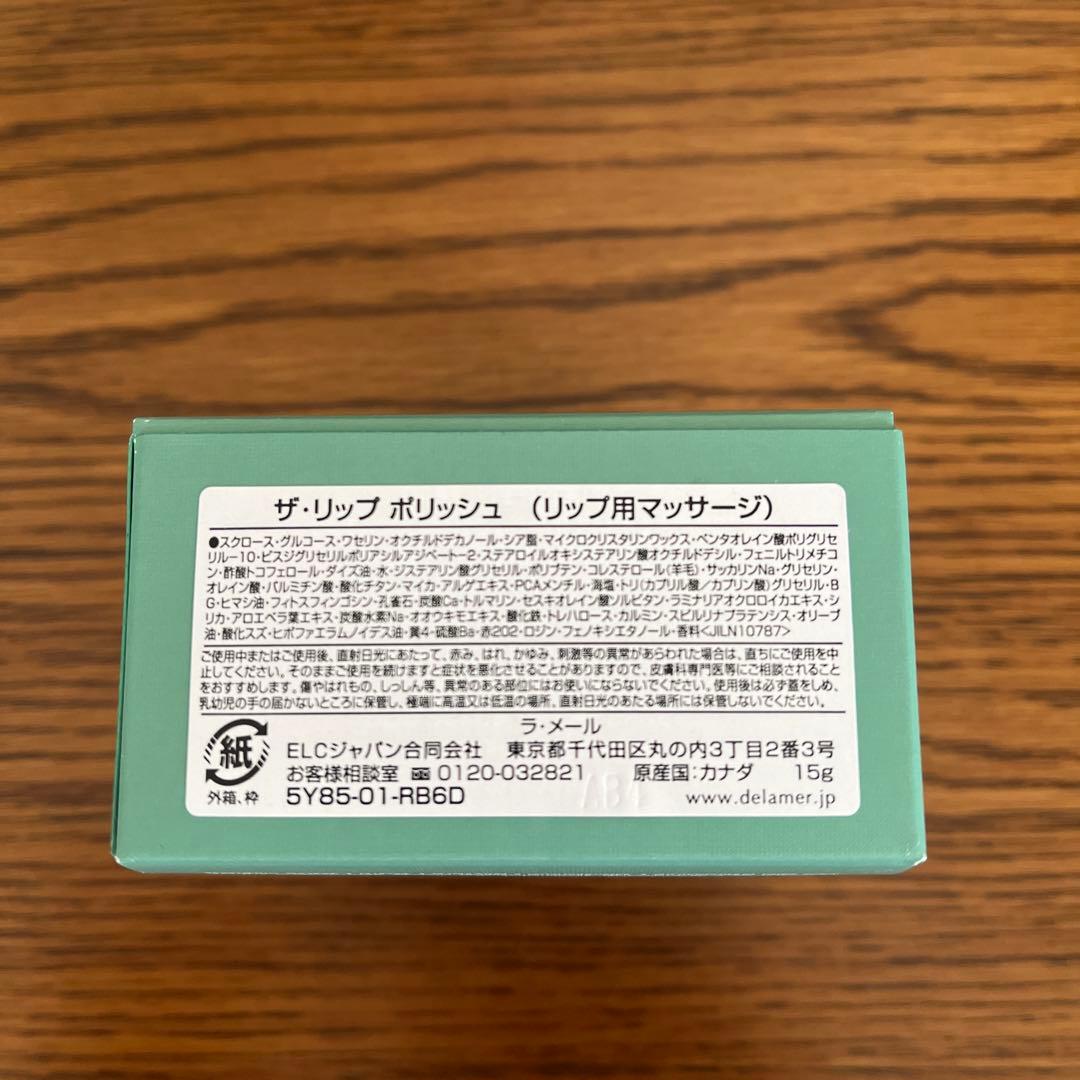 ザ・リップ ポリッシュ （リップ用マッサージ）
●スクロース・グルコース・ワセリン・オクチルドデカノール・シア脂・マイクロクリスタリンワックス・ペンタオレイン酸ポリグリセ
リル-10・ビスジグリセリルポリアシルアジペート-2・ステアロイルオキシステアリン酸オクチルドデシル・フェニルトリメチコ
ン・酢酸トコフェロール・ダイズ油・水・ジステアリン酸グリセリル・ポリブテン・コレステロール(羊毛)・サッカリンNa・グリセリン・
オレイン酸・パルミチン酸・酸化チタン・マイカ・アルゲエキス・PCAメンチル・海塩・トリ(カプリル酸／カプリン酸)グリセリル・B
G・ヒマシ油・フィトスフィンゴシン・孔雀石・炭酸Ca・トルマリン・セスキオレイン酸ソルビタン・ラミナリアオクロロイカエキス・シ
リカ・アロエベラ葉エキス・炭酸水素Na・オオウキモエキス・酸化鉄・トレハロース・カルミン・スピルリナプラテンシス・オリーブ
油・酸化スズ・ヒポファエラムノイデス油・黄4・硫酸Ba・赤202・ロジン・フェノキシエタノール・香料<JILN10787>
ご使用中またはご使用後、直射日光にあたって、赤み、はれ、かゆみ、刺激等の異常があらわれた場合は、直ちにご使用を中
止してください。そのままご使用を続けますと症状を悪化させることがありますので、皮膚科専門医等にご相談されること
をおすすめします。傷やはれもの、しっしん等、異常のある部位にはお使いにならないでください。使用後は必ず蓋をしめ、
乳幼児の手の届かないところに保管し、極端に高温又は低温の場所、直射日光のあたる場所には保管しないでください。
ラ・メール
紙
ELCジャパン合同会社 東京都千代田区丸の内3丁目2番3号
お客様相談室 0120-032821 原産国：カナダ 15g
外箱、枠 5Y85-01-RB6D AB4 www.delamer.jp